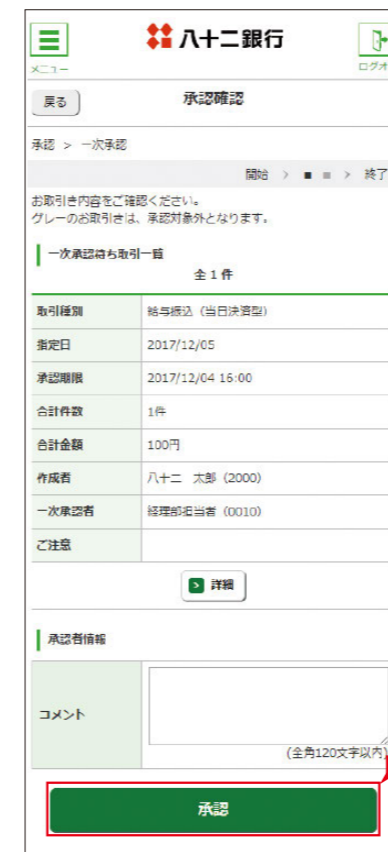 八十二銀行
メニュー
ログオ
戻る
承認確認
承認 > 一次承認
開始 > ■ ■ > 終了
お取引き内容をご確認ください。
グレーのお取引きは、承認対象外となります。
一次承認待ち取引一覧
全1件
取引種別 給与振込（当日決済型）
指定日 2017/12/05
承認期限 2017/12/04 16:00
合計件数 1件
合計金額 100円
作成者 八十二 太郎（2000）
一次承認者 経理部担当者（0010）
ご注意
詳細
承認者情報
コメント
(全角120文字以内)
承認